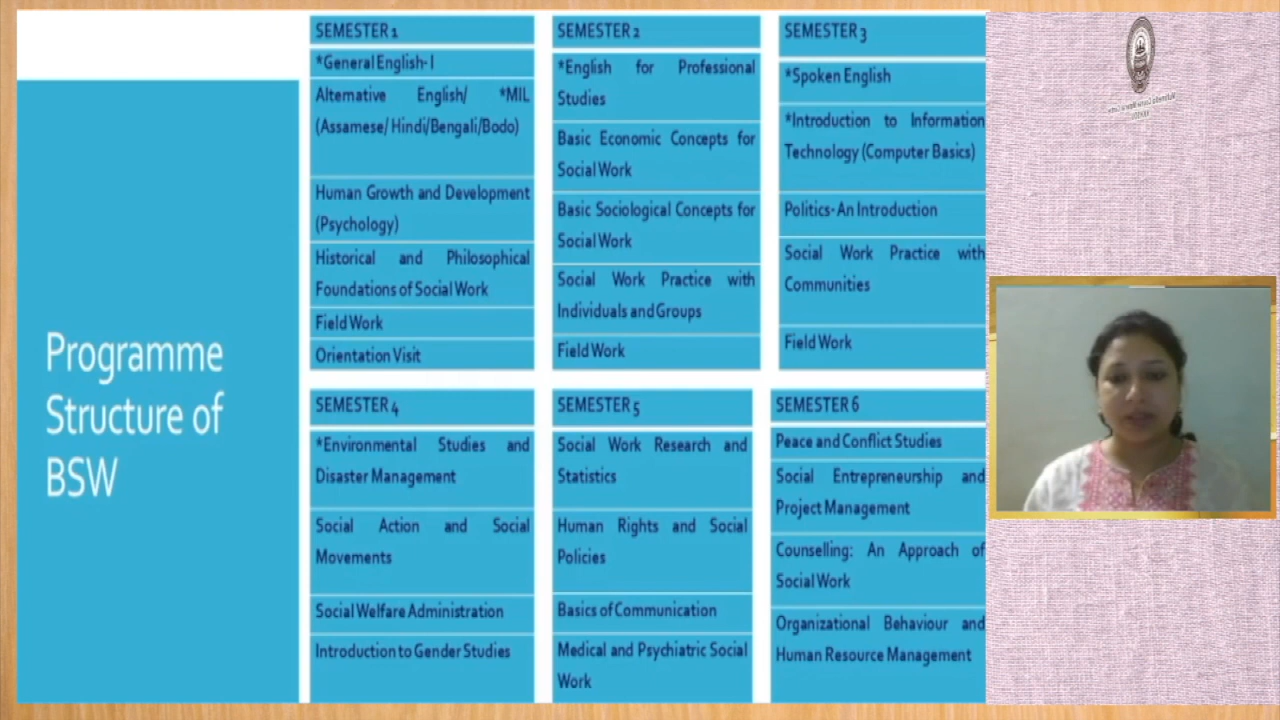 Programme
Structure of
BSW
SEMESTER 1
*General English- I
Alternative English/ *MIL
(Assamese/ Hindi/Bengali/Bodo)
Human Growth and Development
(Psychology)
Historical and Philosophical
Foundations of Social Work
Field Work
Orientation Visit
SEMESTER 2
*English for Professional
Studies
Basic Economic Concepts for
Social Work
Basic Sociological Concepts for
Social Work
Social Work Practice with
Individuals and Groups
Field Work
SEMESTER 3
*Spoken English
*Introduction to Information
Technology (Computer Basics)
Politics- An Introduction
Social Work Practice with
Communities
Field Work
SEMESTER 4
*Environmental Studies and
Disaster Management
Social Action and Social
Movements
Social Welfare Administration
Introduction to Gender Studies
SEMESTER 5
Social Work Research and
Statistics
Human Rights and Social
Policies
Basics of Communication
Medical and Psychiatric Social
Work
SEMESTER 6
Peace and Conflict Studies
Social Entrepreneurship and
Project Management
Counselling: An Approach of
Social Work
Organizational Behaviour and
Human Resource Management